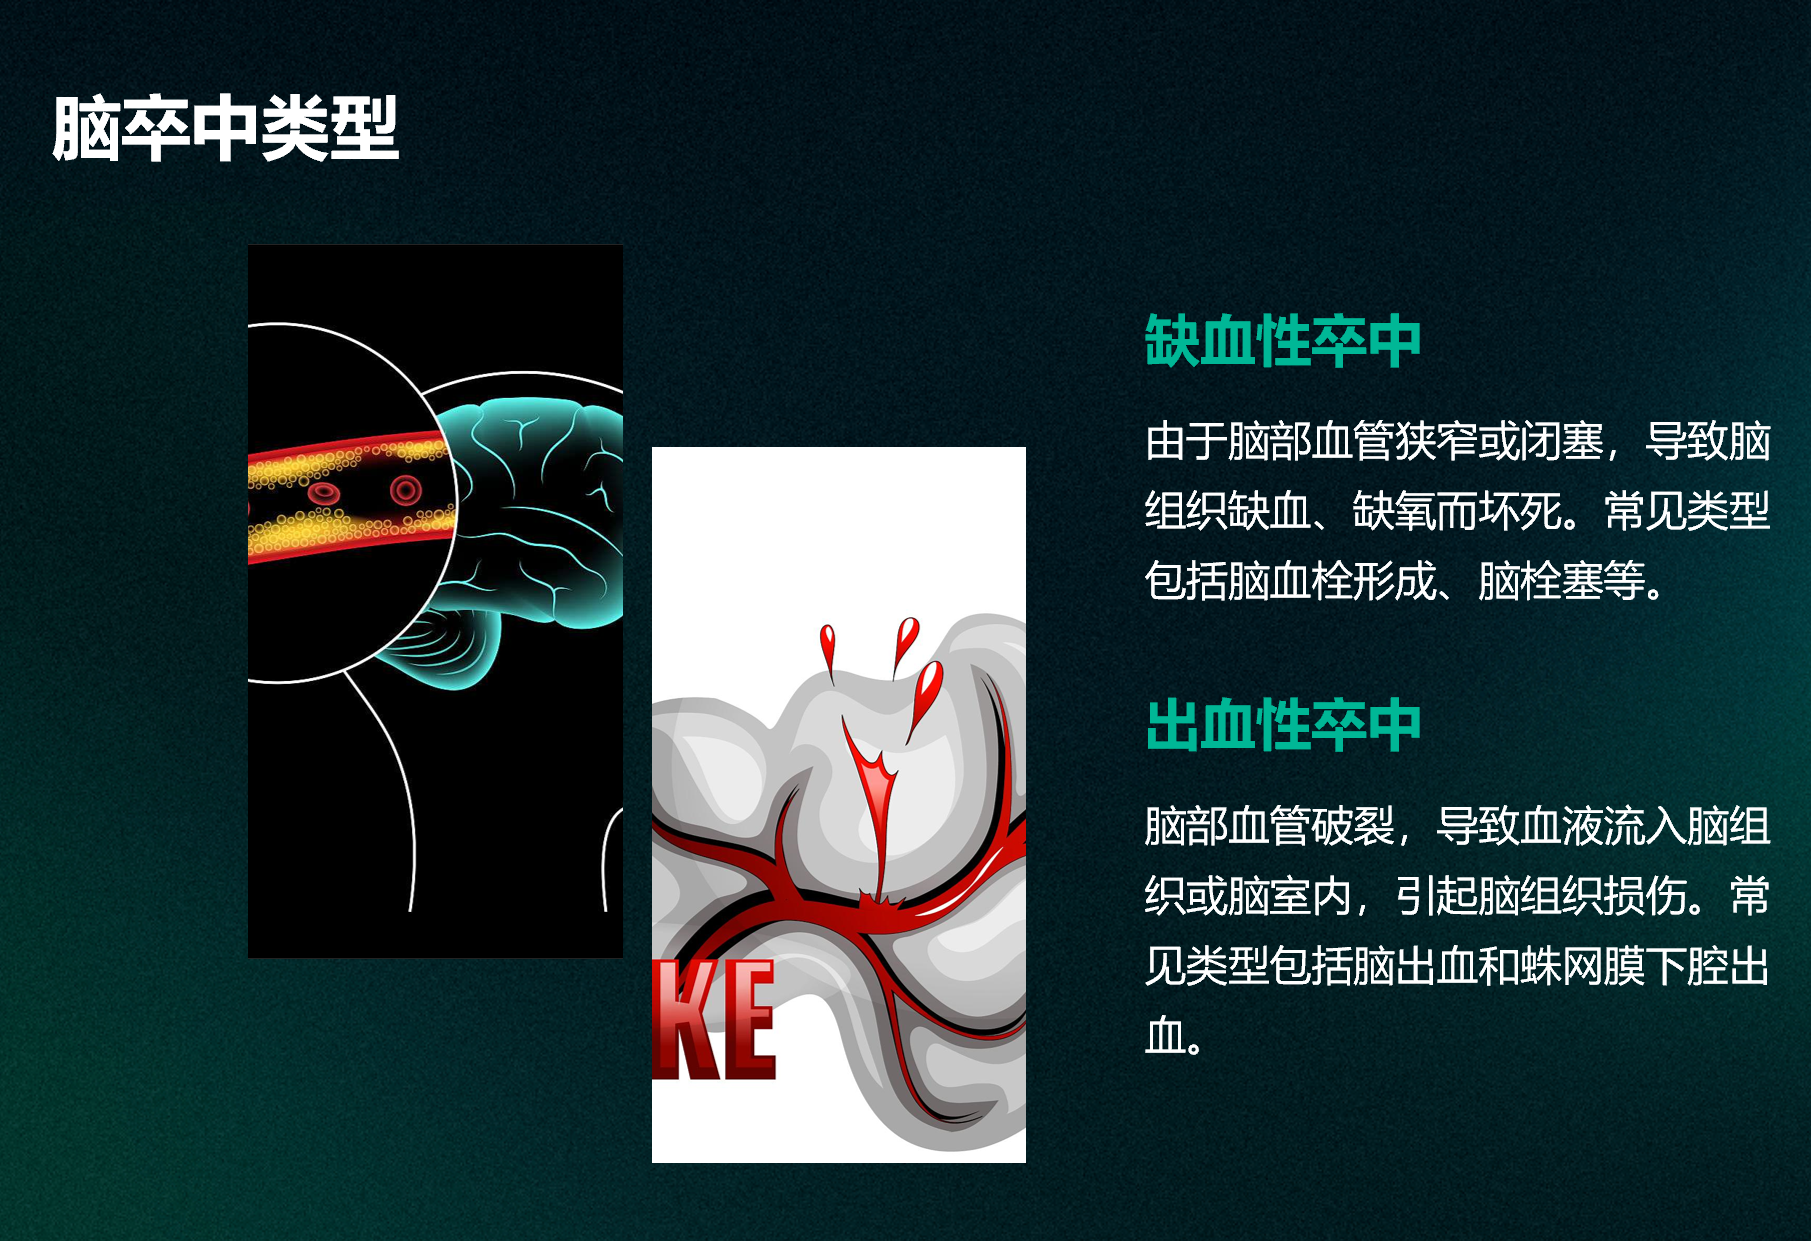 脑卒中类型
缺血性卒中
由于脑部血管狭窄或闭塞，导致脑
组织缺血、缺氧而坏死。常见类型
包括脑血栓形成、脑栓塞等。
KE
出血性卒中
脑部血管破裂，导致血液流入脑组
织或脑室内，引起脑组织损伤。常
见类型包括脑出血和蛛网膜下腔出
血。